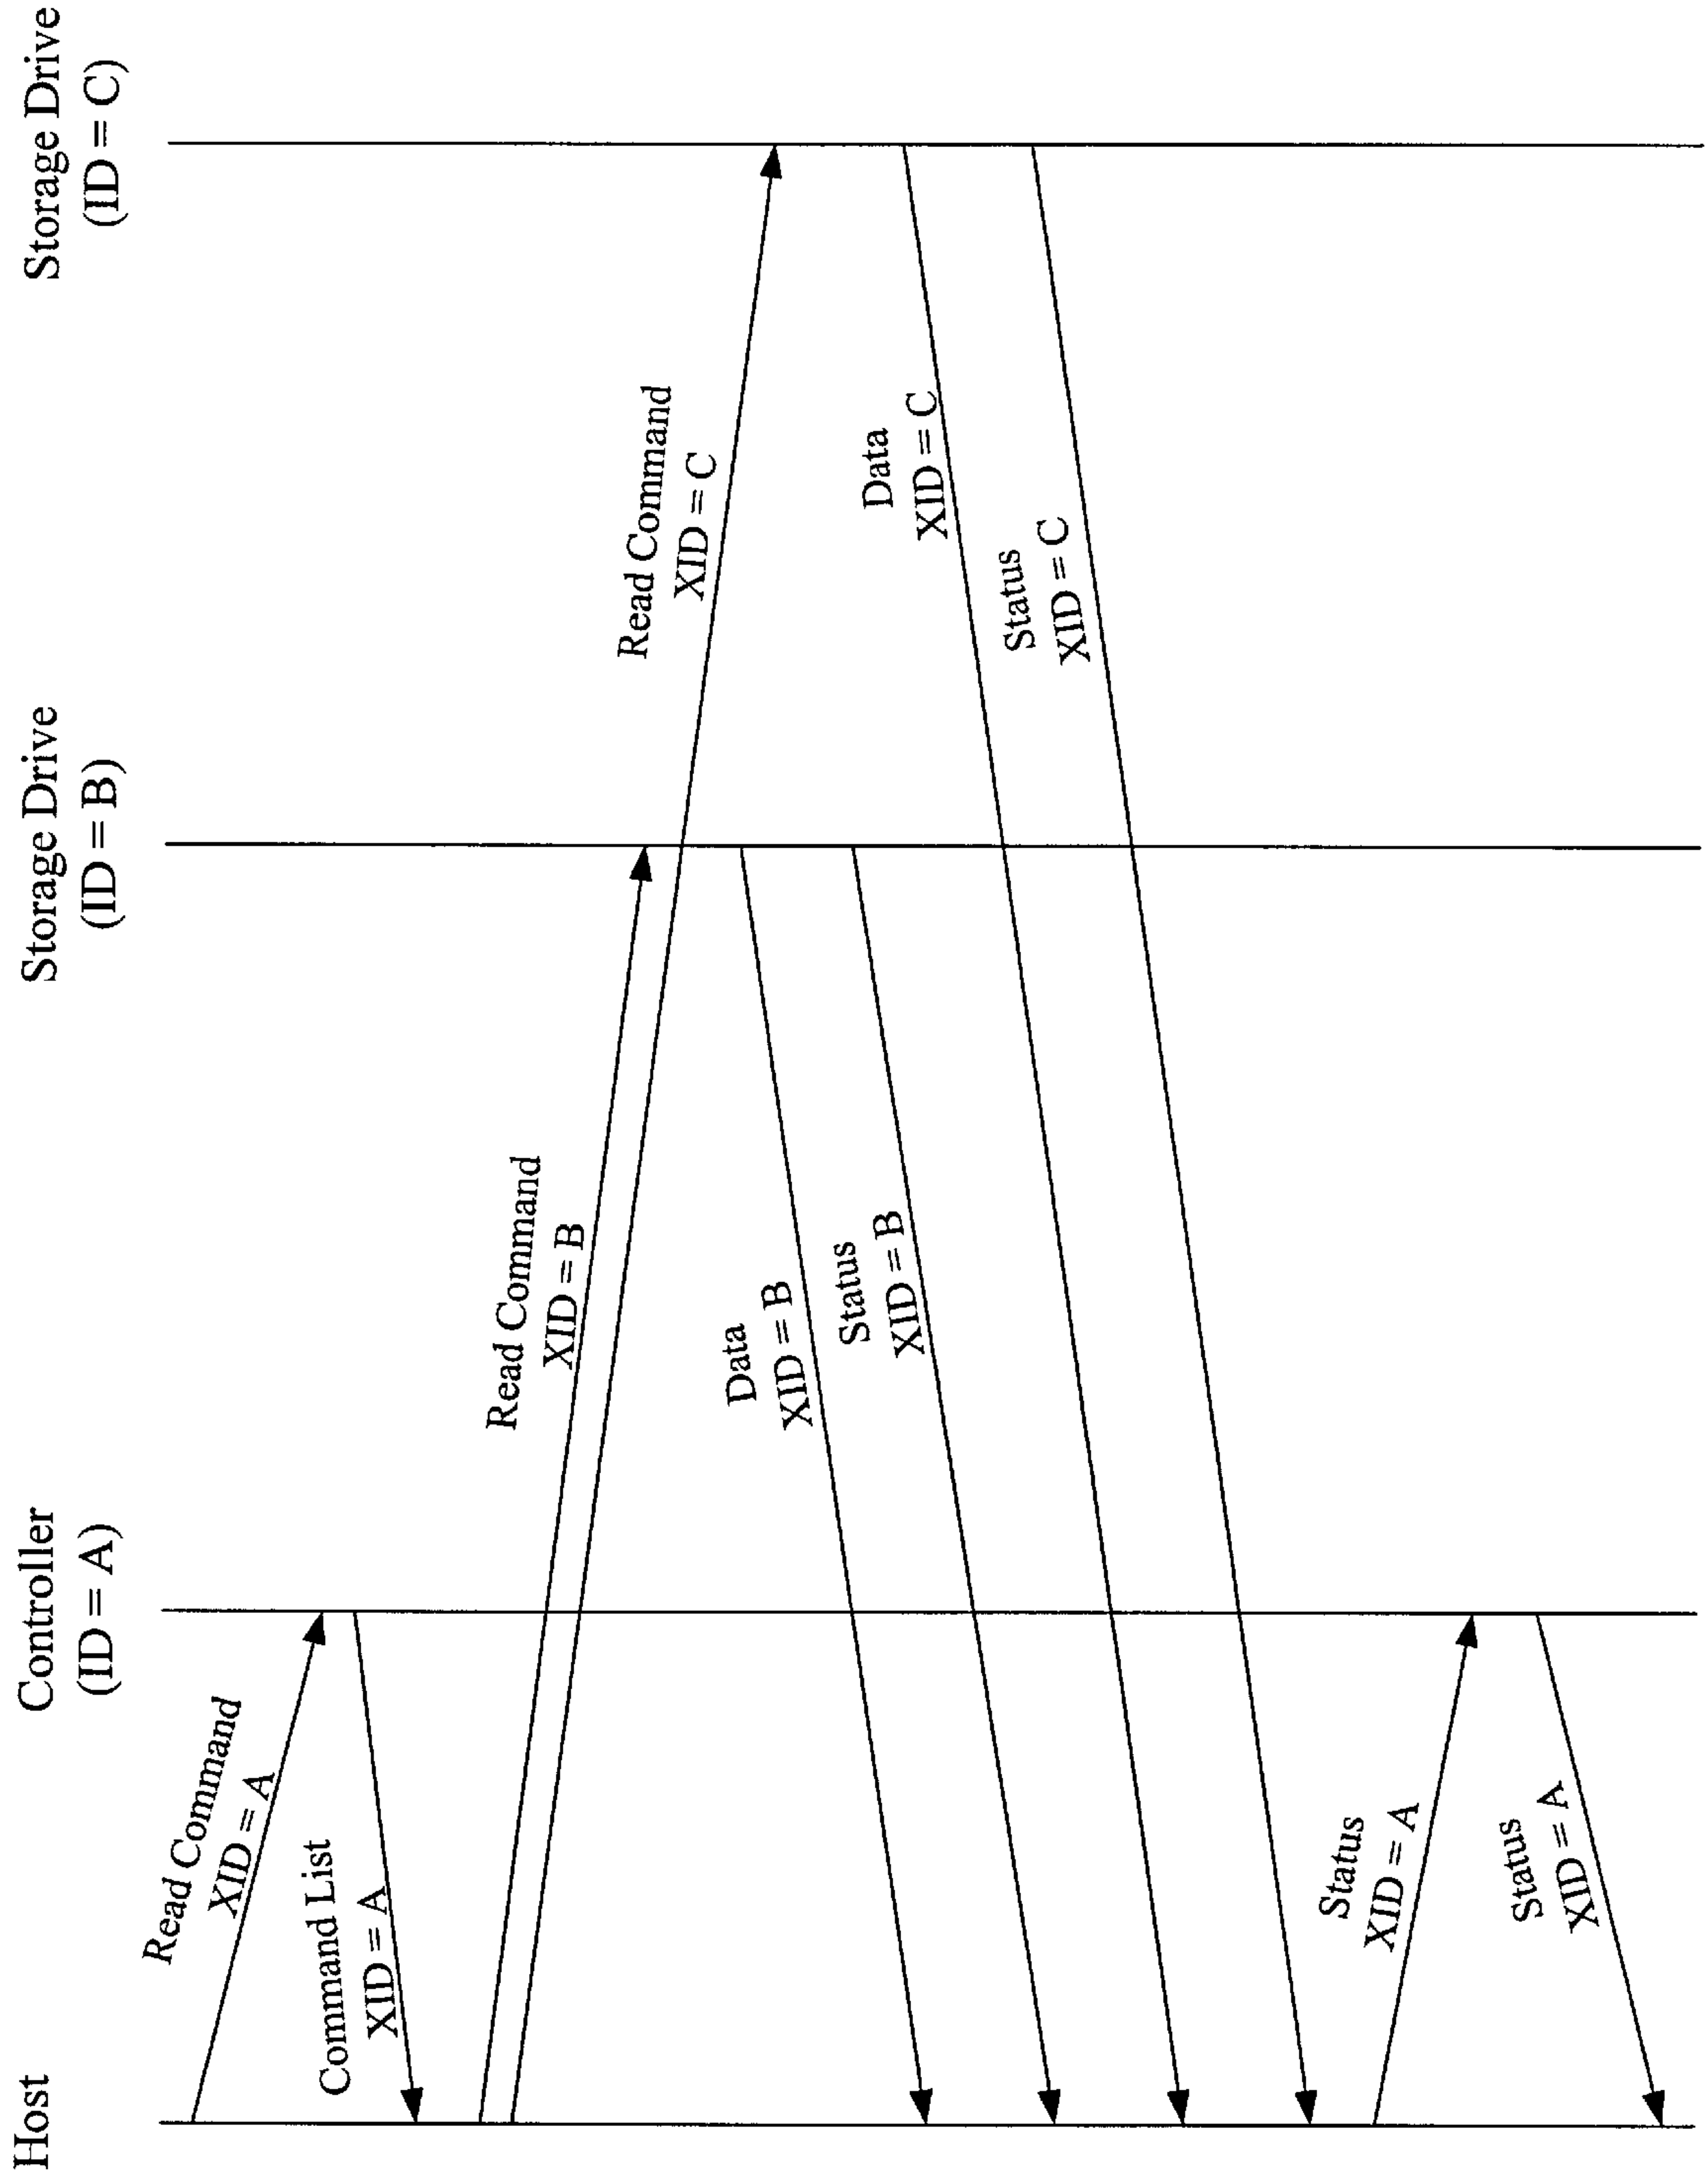 Host
Controller
(ID = A)
Storage Drive
(ID = B)
Storage Drive
(ID = C)
Read Command
XID = A
Command List
XID = A
Read Command
XID = B
Read Command
XID = C
Data
XID = B
Status
XID = B
Data
XID = C
Status
XID = C
Status
XID = A
Status
XID = A